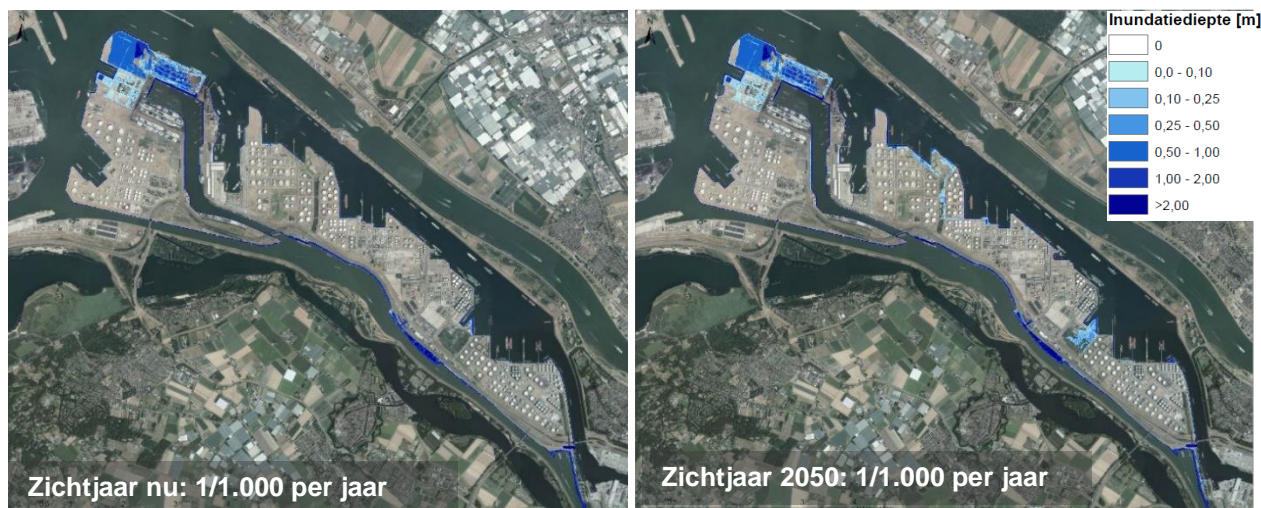 Inundatiediepte [m]
0
0,0 - 0,10
0,10 - 0,25
0,25 - 0,50
0,50 - 1,00
1,00 - 2,00
>2,00
Zichtjaar nu: 1/1.000 per jaar
Zichtjaar 2050: 1/1.000 per jaar